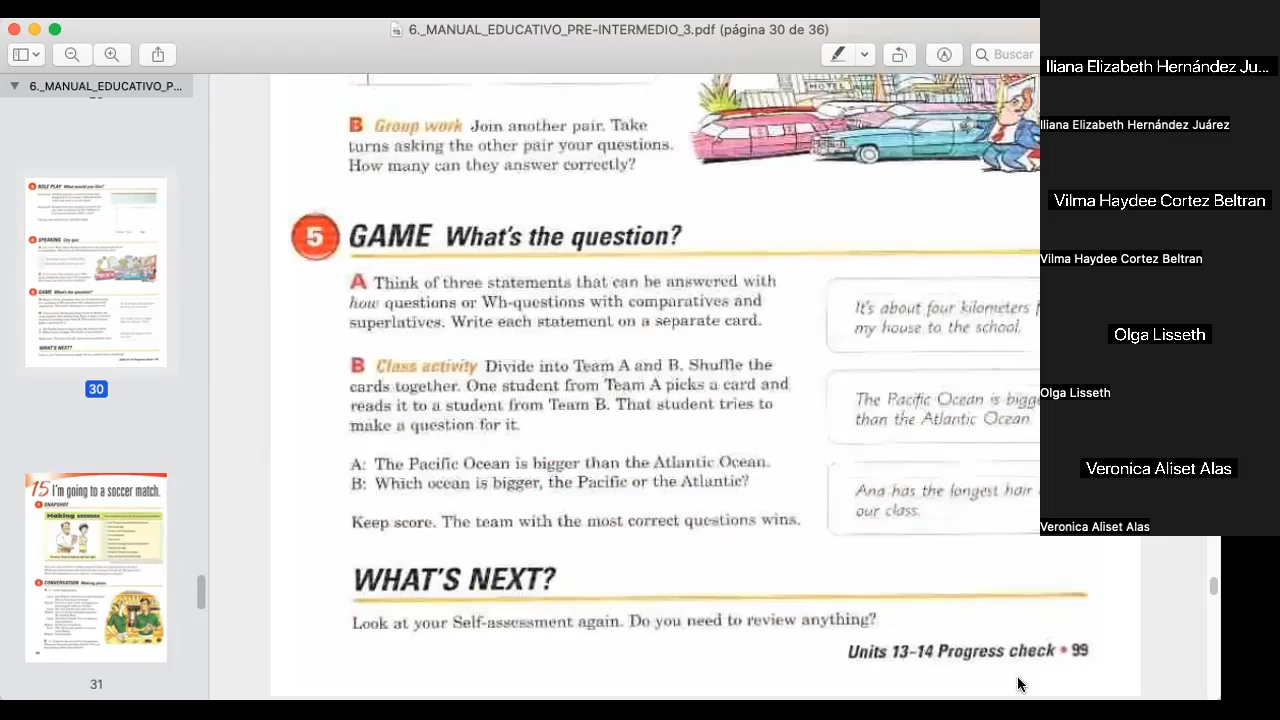 6._MANUAL_EDUCATIVO_PRE-INTERMEDIO_3.pdf (página 30 de 36)
Buscar
6._MANUAL_EDUCATIVO_P...
30
15 I'm going to a soccer match.
31
HOTEL
B Group work Join another pair. Take
turns asking the other pair your questions.
How many can they answer correctly?
5 GAME What's the question?
A Think of three statements that can be answered with
how questions or Wh-questions with comparatives and
superlatives. Write each statement on a separate card.
B Class activity Divide into Team A and B. Shuffle the
cards together. One student from Team A picks a card and
reads it to a student from Team B. That student tries to
make a question for it.
A: The Pacific Ocean is bigger than the Atlantic Ocean.
B: Which ocean is bigger, the Pacific or the Atlantic?
Keep score. The team with the most correct questions wins.
It's about four kilometers
my house to the school.
The Pacific Ocean is bigg
than the Atlantic Ocean
Ana has the longest hair
our class.
WHAT'S NEXT?
Look at your Self-assessment again. Do you need to review anything?
Units 13-14 Progress check • 99
Iliana Elizabeth Hernández Ju...
Iliana Elizabeth Hernández Juárez
Vilma Haydee Cortez Beltran
Vilma Haydee Cortez Beltran
Olga Lisseth
Olga Lisseth
Veronica Aliset Alas
Veronica Aliset Alas